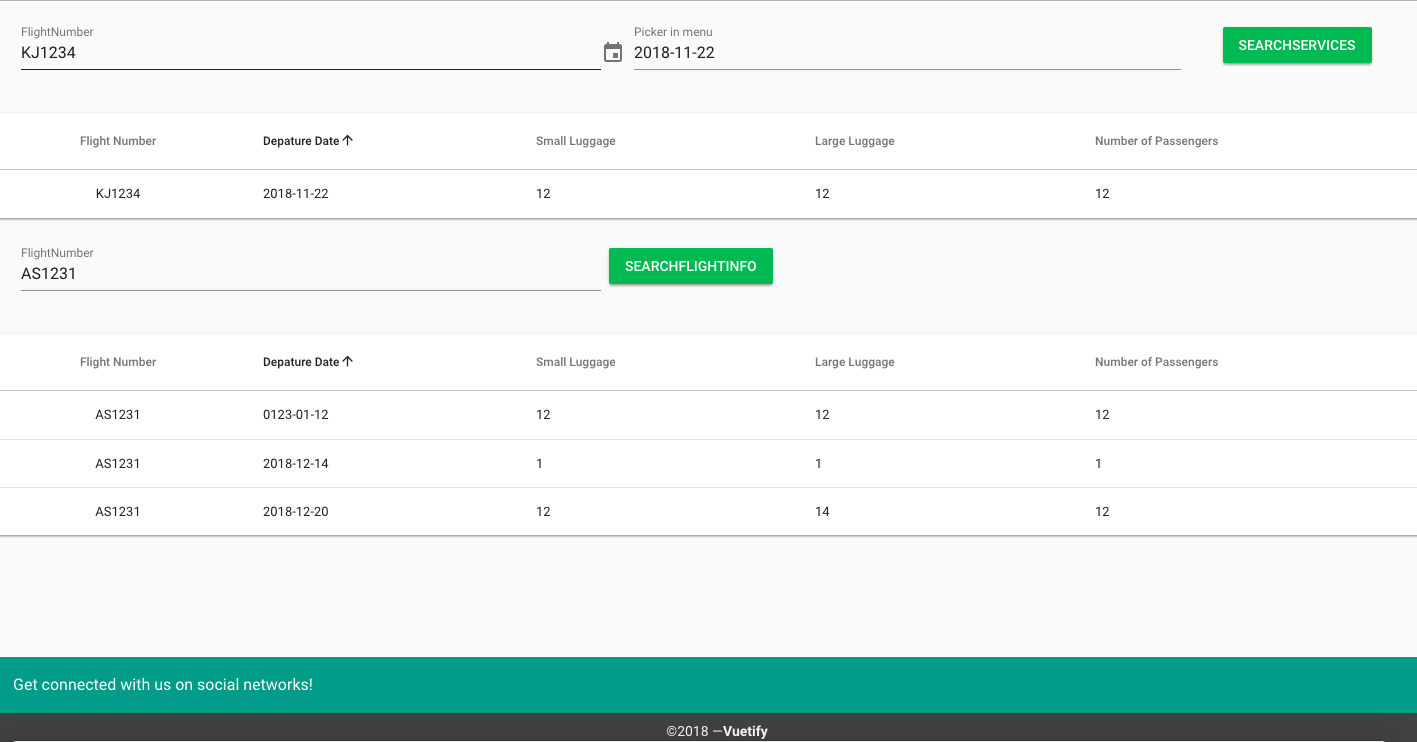 FlightNumber Picker in menu
KJ1234 2018-11-22 SEARCHSERVICES
Flight Number Depature Date Small Luggage Large Luggage Number of Passengers
KJ1234 2018-11-22 12 12 12
FlightNumber
AS1231 SEARCHFLIGHTINFO
Flight Number Depature Date Small Luggage Large Luggage Number of Passengers
AS1231 0123-01-12 12 12 12
AS1231 2018-12-14 1 1 1
AS1231 2018-12-20 12 14 12
Get connected with us on social networks!
©2018 —Vuetify